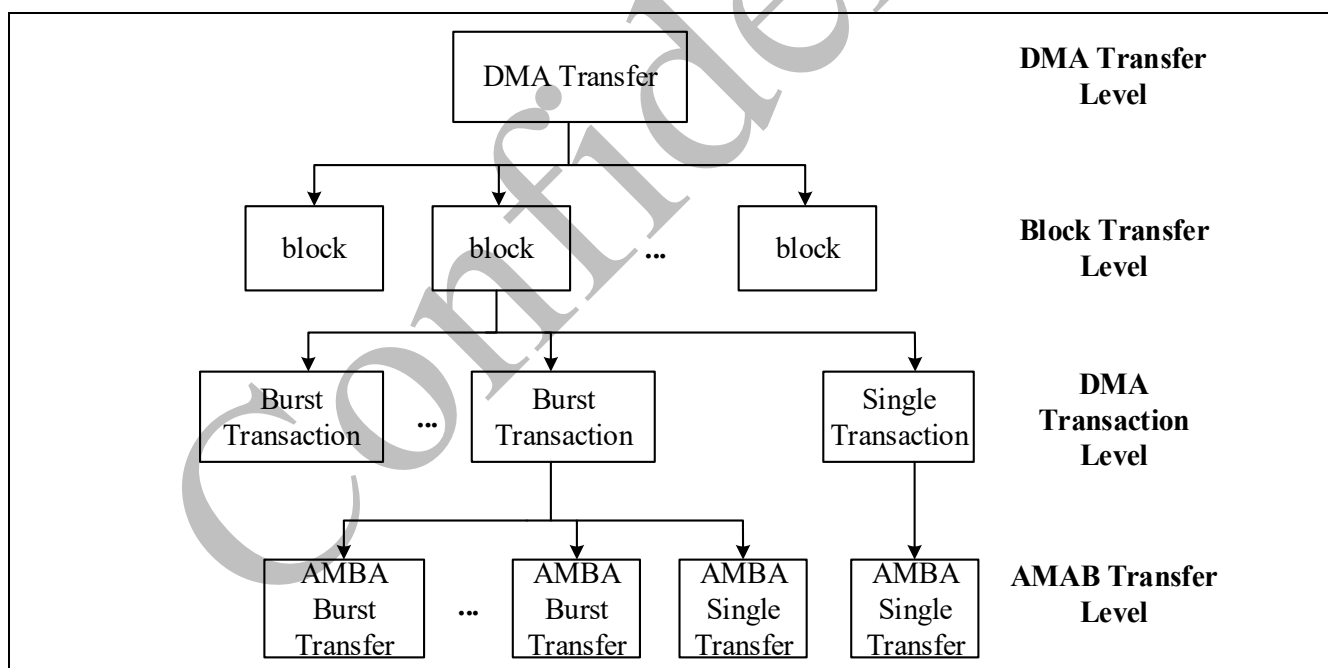 DMA Transfer
DMA Transfer
Level
block
block
...
block
Block Transfer
Level
Burst
Transaction
...
Burst
Transaction
Single
Transaction
DMA
Transaction
Level
AMBA
Burst
Transfer
...
AMBA
Burst
Transfer
AMBA
Single
Transfer
AMBA
Single
Transfer
AMAB Transfer
Level